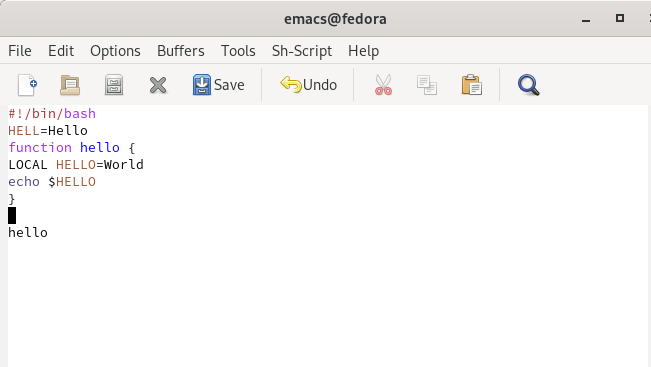 emacs@fedora
File Edit Options Buffers Tools Sh-Script Help
Save Undo
#!/bin/bash
HELL=Hello
function hello {
LOCAL HELLO=World
echo $HELLO
}
hello